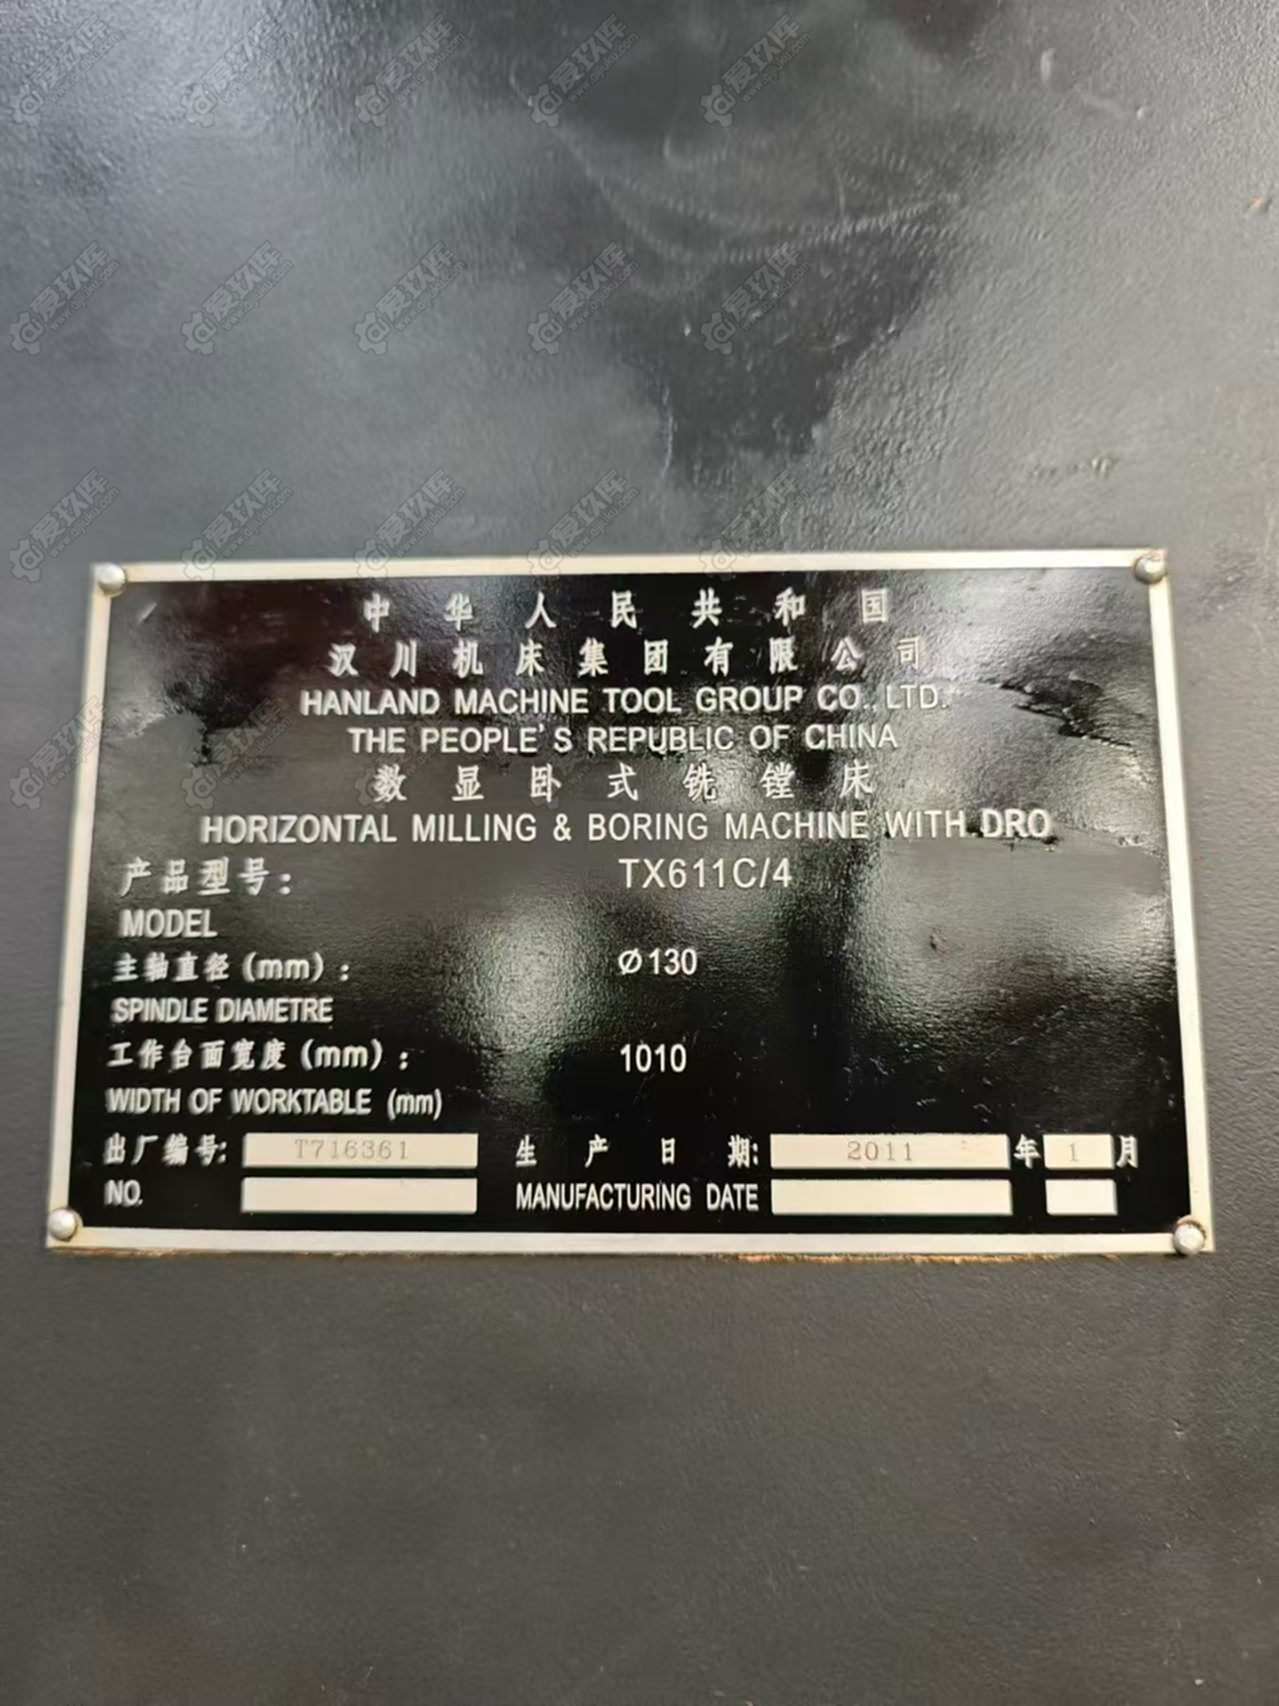 中华人民共和国
汉川机床集团有限公司
HANLAND MACHINE TOOL GROUP CO., LTD.
THE PEOPLE'S REPUBLIC OF CHINA
数显卧式铣镗床
HORIZONTAL MILLING & BORING MACHINE WITH DRO
产品型号: TX611C/4
MODEL
主轴直径(mm): Ø130
SPINDLE DIAMETRE
工作台面宽度(mm): 1010
WIDTH OF WORKTABLE (mm)
出厂编号: T716361 生产日期: 2011 年 1 月
NO. MANUFACTURING DATE